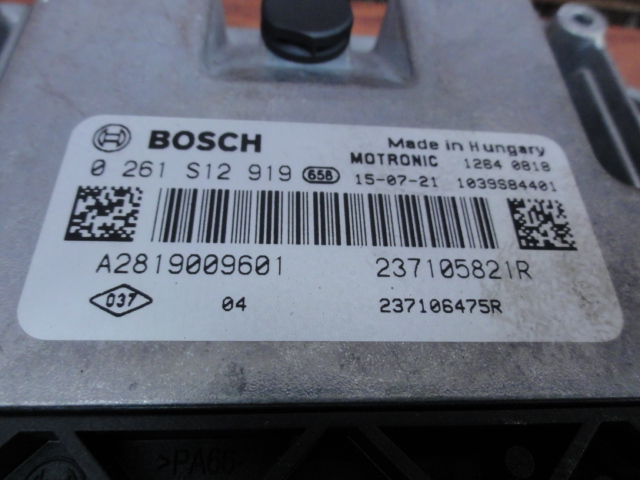 BOSCH
Made in Hungary
0 261 S12 919 658
MOTRONIC 1264 0818
15-07-21 1039S84401
A2819009601 237105821R
037 04 237106475R
>PA66-